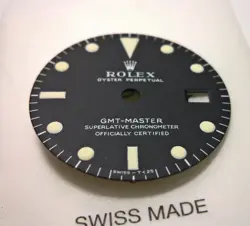 ROLEX
OYSTER PERPETUAL
GMT-MASTER
SUPERLATIVE CHRONOMETER
OFFICIALLY CERTIFIED
SWISS - T<25
SWISS MADE